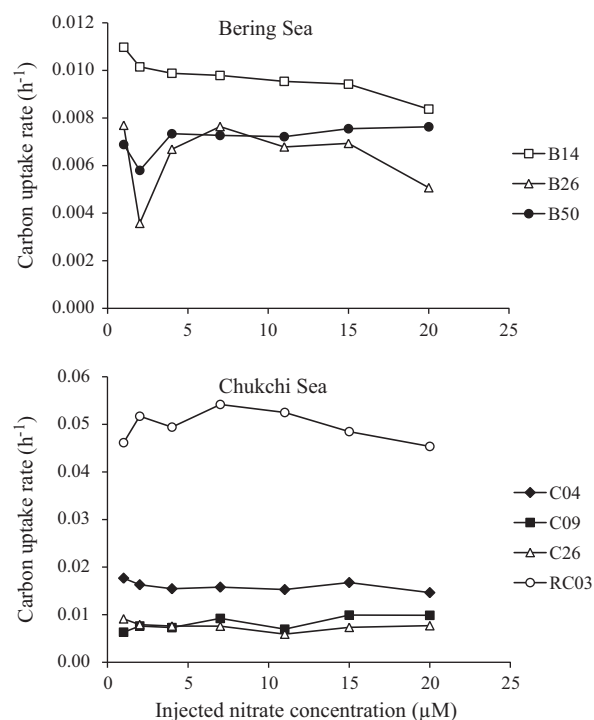 Bering Sea
Carbon uptake rate (h⁻¹)
0.012
0.010
0.008
0.006
0.004
0.002
0.000
0 5 10 15 20 25
B14
B26
B50
Chukchi Sea
Carbon uptake rate (h⁻¹)
0.06
0.05
0.04
0.03
0.02
0.01
0.00
0 5 10 15 20 25
C04
C09
C26
RC03
Injected nitrate concentration (µM)